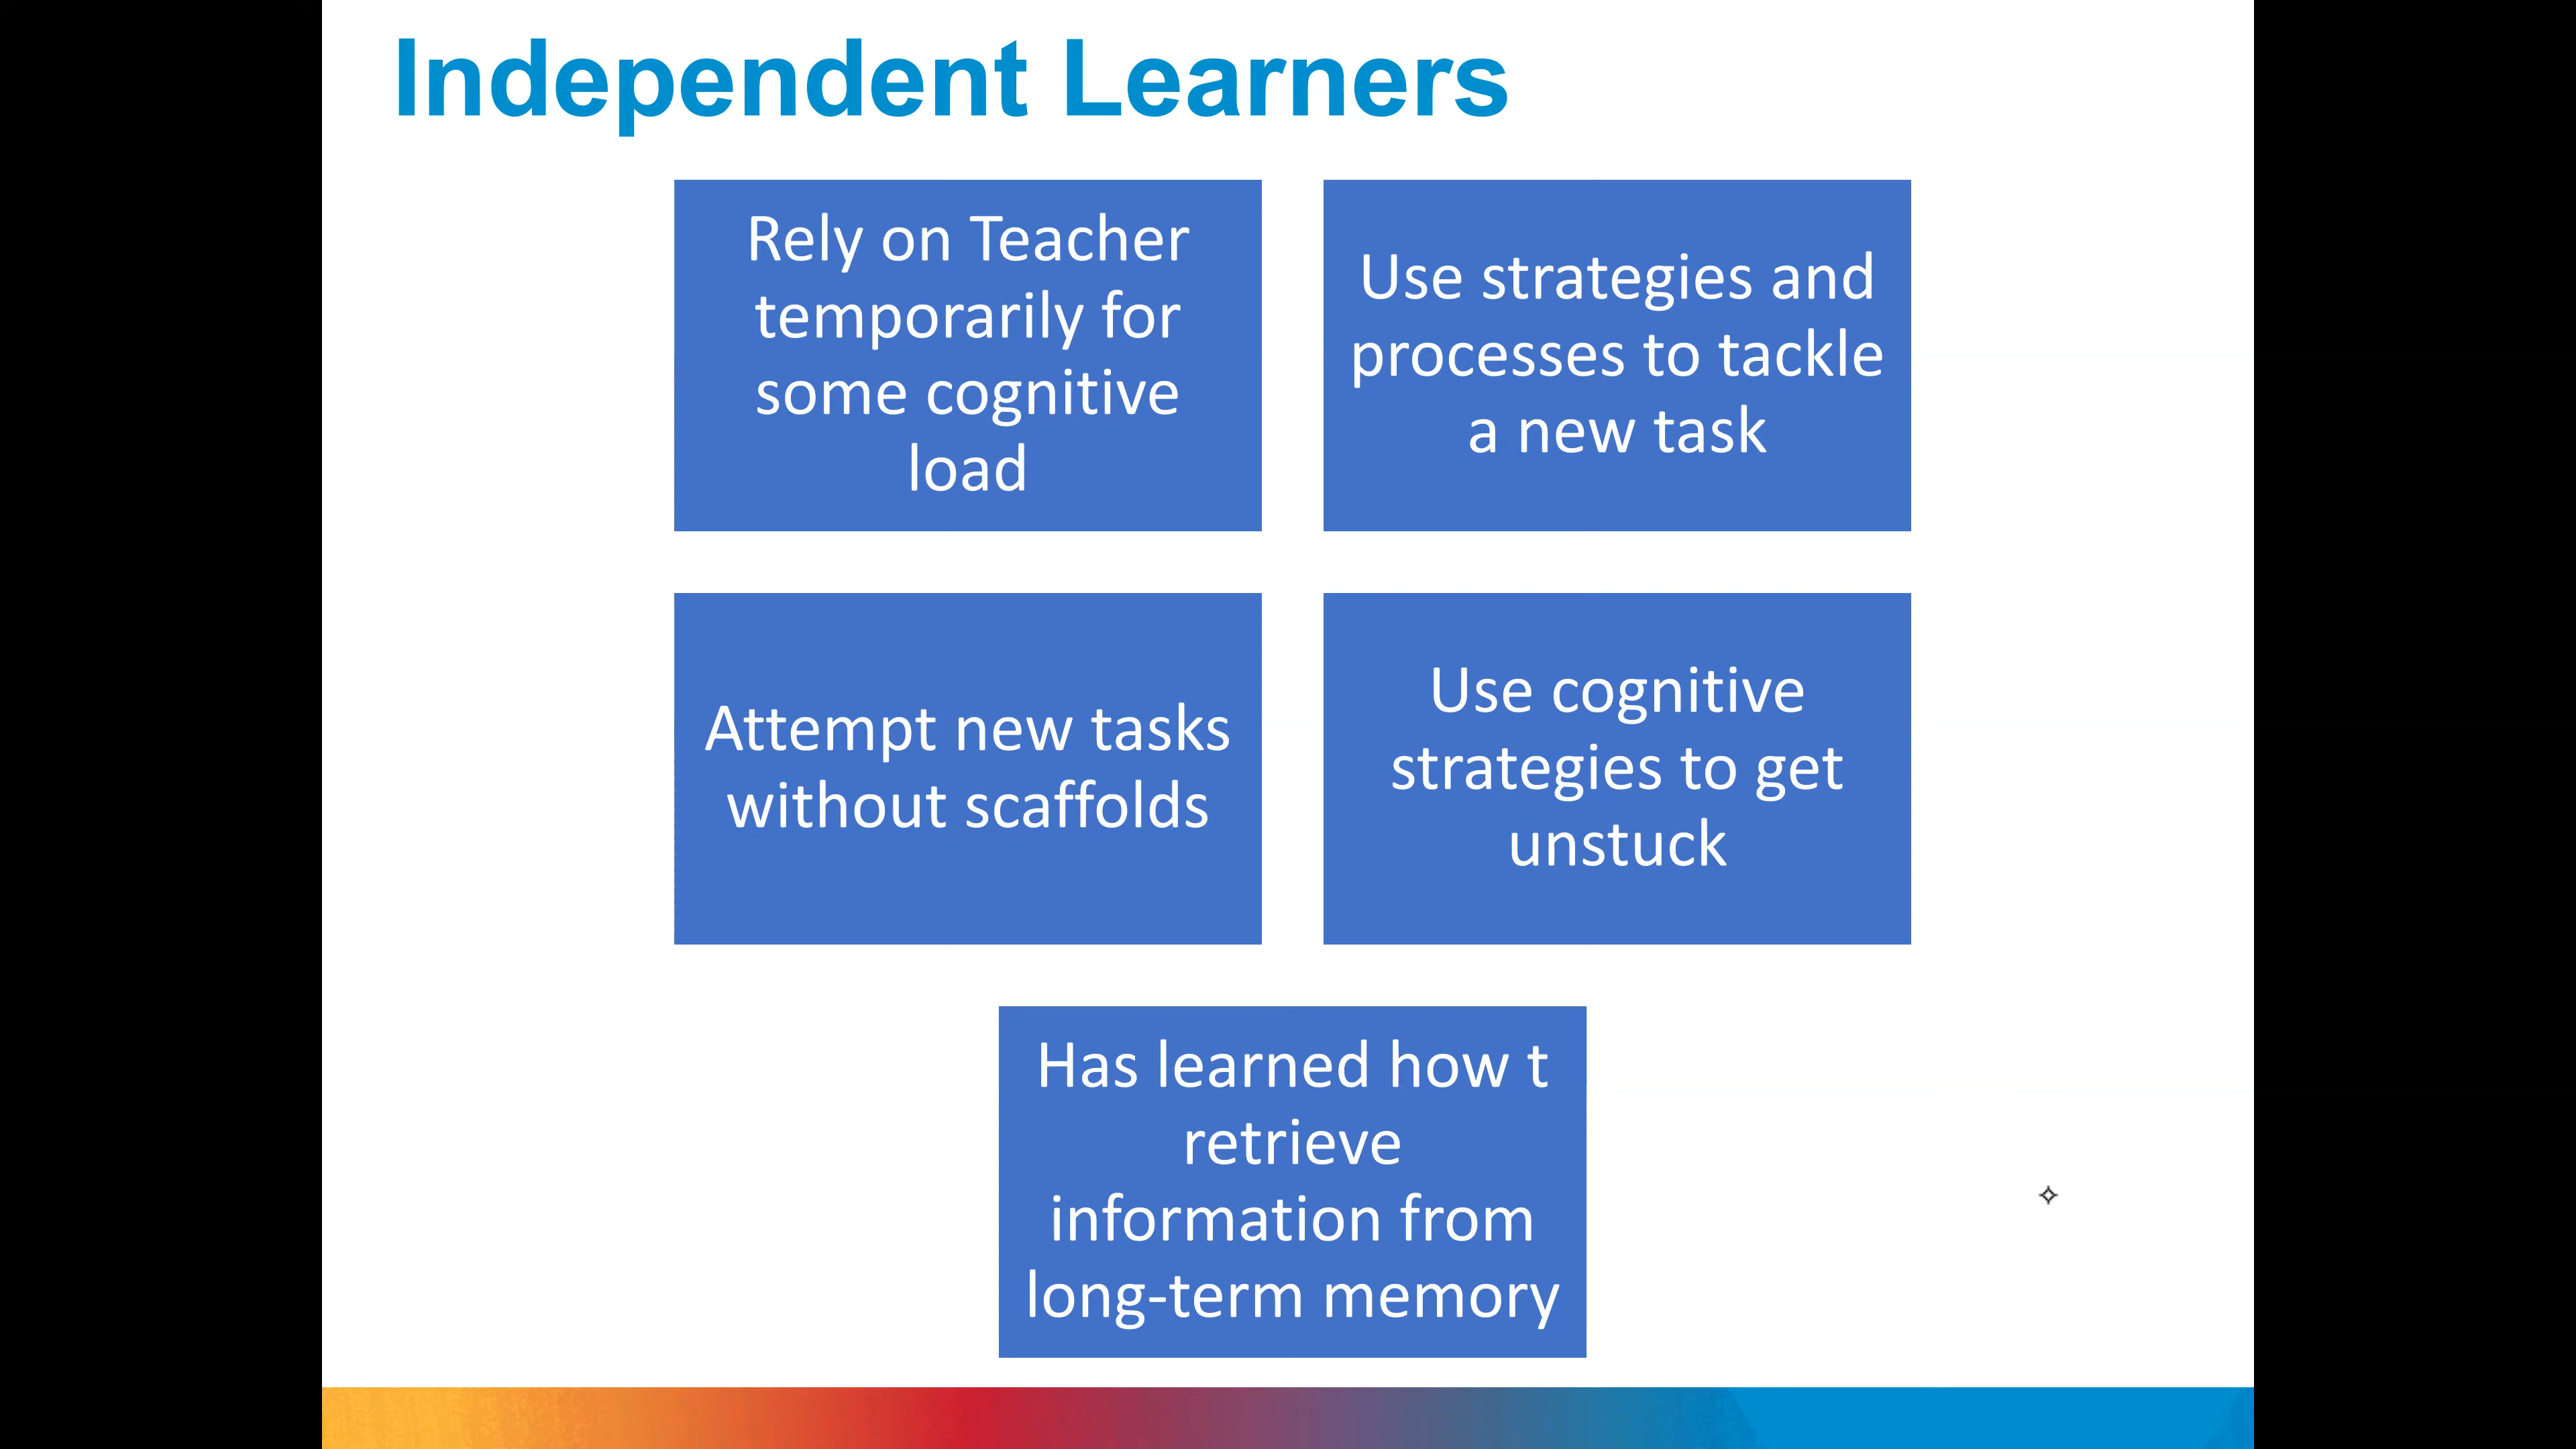 Independent Learners
Rely on Teacher
temporarily for
some cognitive
load
Use strategies and
processes to tackle
a new task
Attempt new tasks
without scaffolds
Use cognitive
strategies to get
unstuck
Has learned how t
retrieve
information from
long-term memory